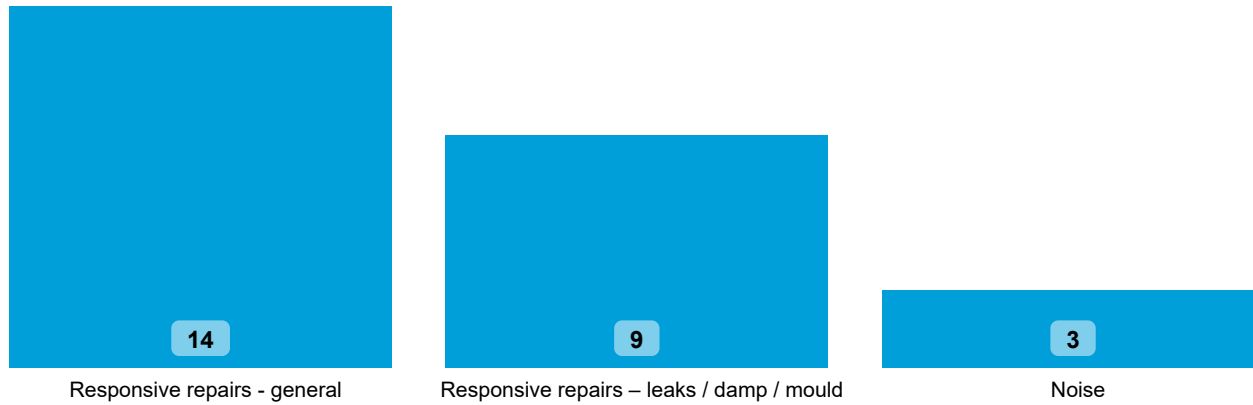 14
9
3
Responsive repairs - general
Responsive repairs – leaks / damp / mould
Noise